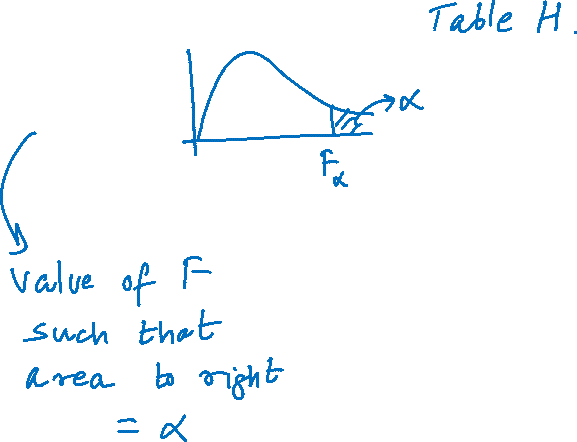 Table H.
α
Fα
Value of F
such that
area to right
= α